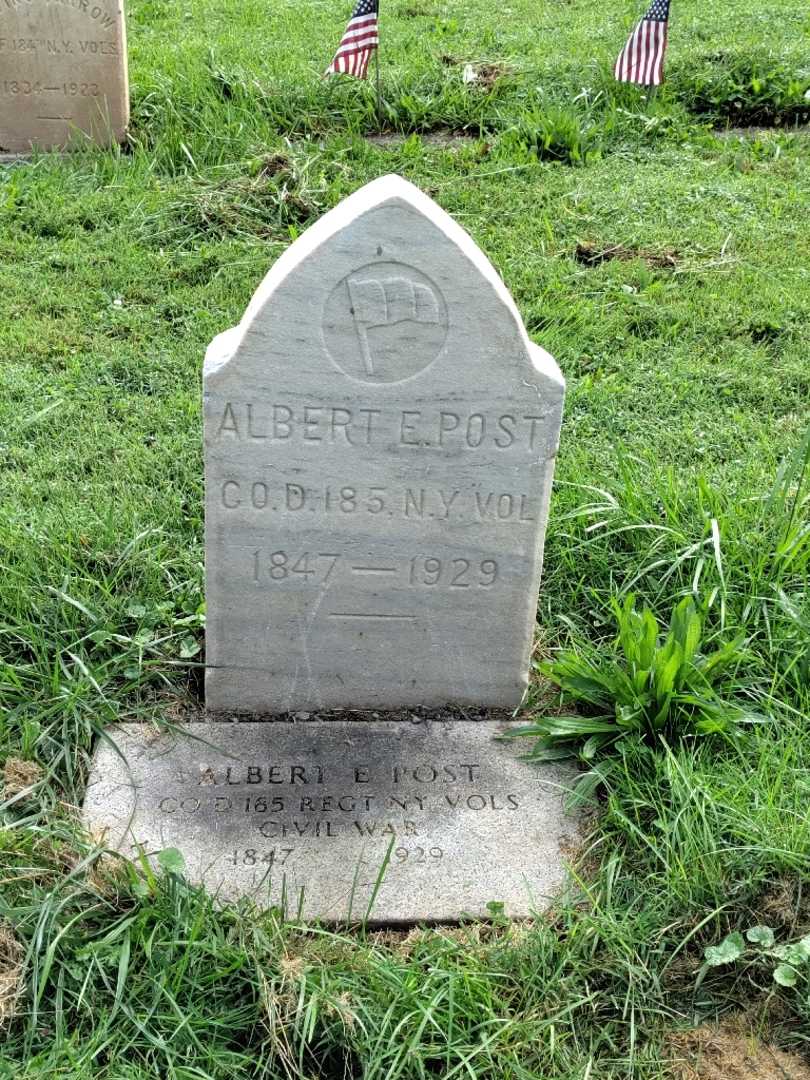 184TH N.Y. VOLS.
1834—1922
ALBERT E. POST
CO. D. 185. N.Y. VOL
1847—1929
ALBERT E POST
CO D 185 REGT NY VOLS
CIVIL WAR
1847 1929